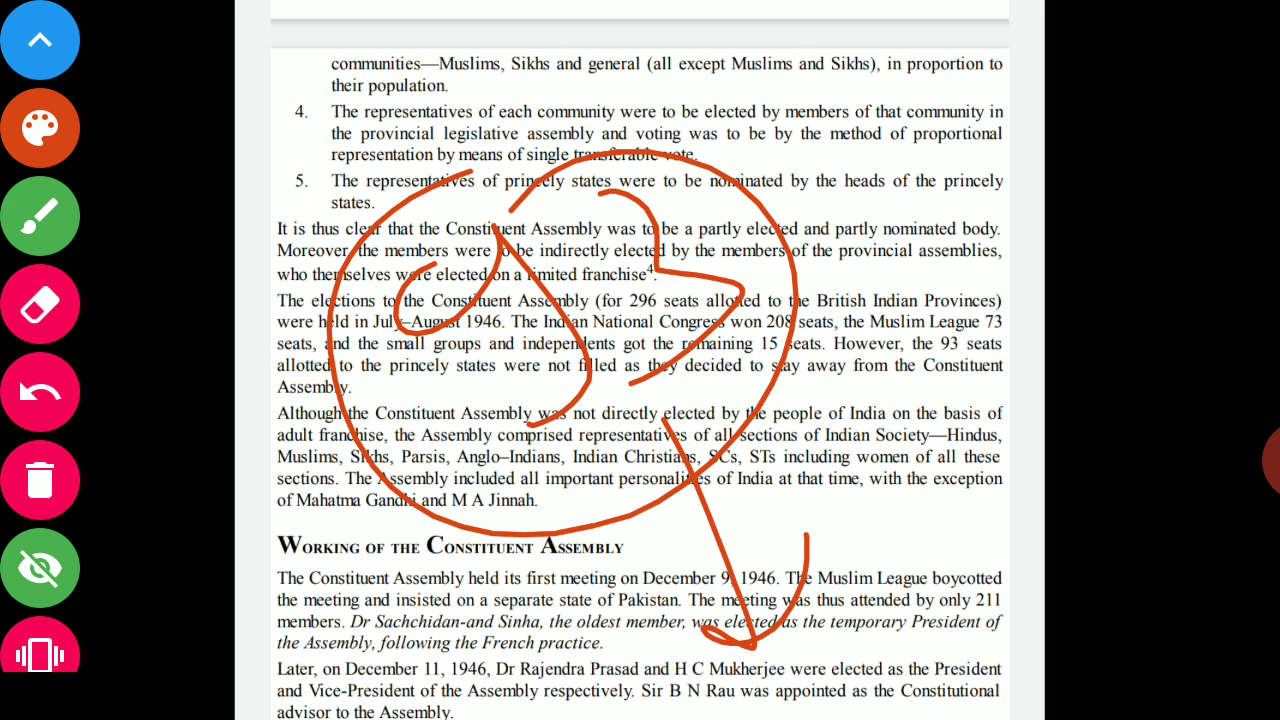 communities—Muslims, Sikhs and general (all except Muslims and Sikhs), in proportion to
their population.
4. The representatives of each community were to be elected by members of that community in
the provincial legislative assembly and voting was to be by the method of proportional
representation by means of single transferable vote.
5. The representatives of princely states were to be nominated by the heads of the princely
states.
It is thus clear that the Constituent Assembly was to be a partly elected and partly nominated body.
Moreover, the members were to be indirectly elected by the members of the provincial assemblies,
who themselves were elected on a limited franchise4.
The elections to the Constituent Assembly (for 296 seats allotted to the British Indian Provinces)
were held in July–August 1946. The Indian National Congress won 208 seats, the Muslim League 73
seats, and the small groups and independents got the remaining 15 seats. However, the 93 seats
allotted to the princely states were not filled as they decided to stay away from the Constituent
Assembly.
Although the Constituent Assembly was not directly elected by the people of India on the basis of
adult franchise, the Assembly comprised representatives of all sections of Indian Society—Hindus,
Muslims, Sikhs, Parsis, Anglo–Indians, Indian Christians, SCs, STs including women of all these
sections. The Assembly included all important personalities of India at that time, with the exception
of Mahatma Gandhi and M A Jinnah.
WORKING OF THE CONSTITUENT ASSEMBLY
The Constituent Assembly held its first meeting on December 9, 1946. The Muslim League boycotted
the meeting and insisted on a separate state of Pakistan. The meeting was thus attended by only 211
members. Dr Sachchidan-and Sinha, the oldest member, was elected as the temporary President of
the Assembly, following the French practice.
Later, on December 11, 1946, Dr Rajendra Prasad and H C Mukherjee were elected as the President
and Vice-President of the Assembly respectively. Sir B N Rau was appointed as the Constitutional
advisor to the Assembly.